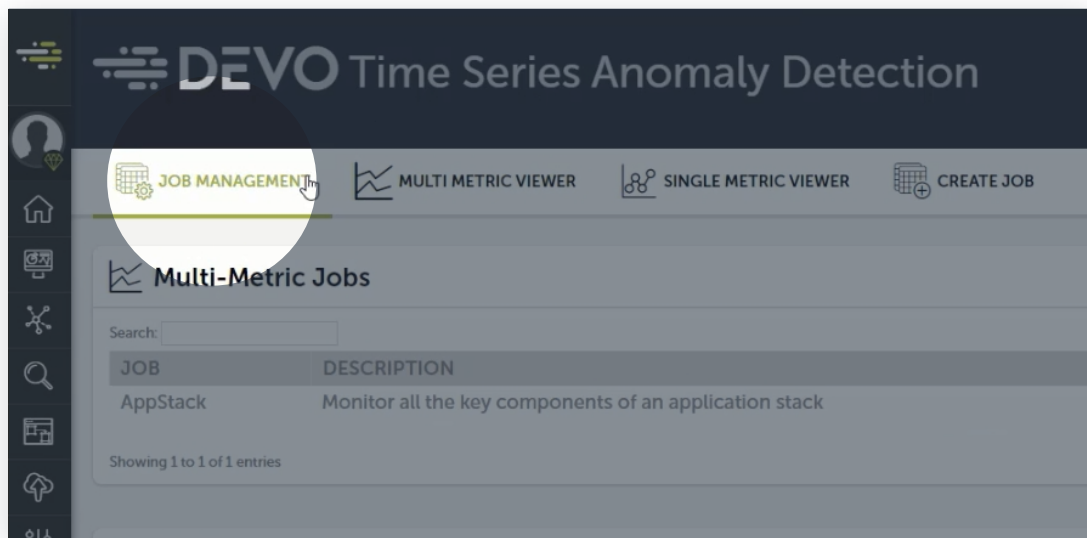 DEVO Time Series Anomaly Detection
JOB MANAGEMENT MULTI METRIC VIEWER SINGLE METRIC VIEWER CREATE JOB
Multi-Metric Jobs
Search:
JOB DESCRIPTION
AppStack Monitor all the key components of an application stack
Showing 1 to 1 of 1 entries